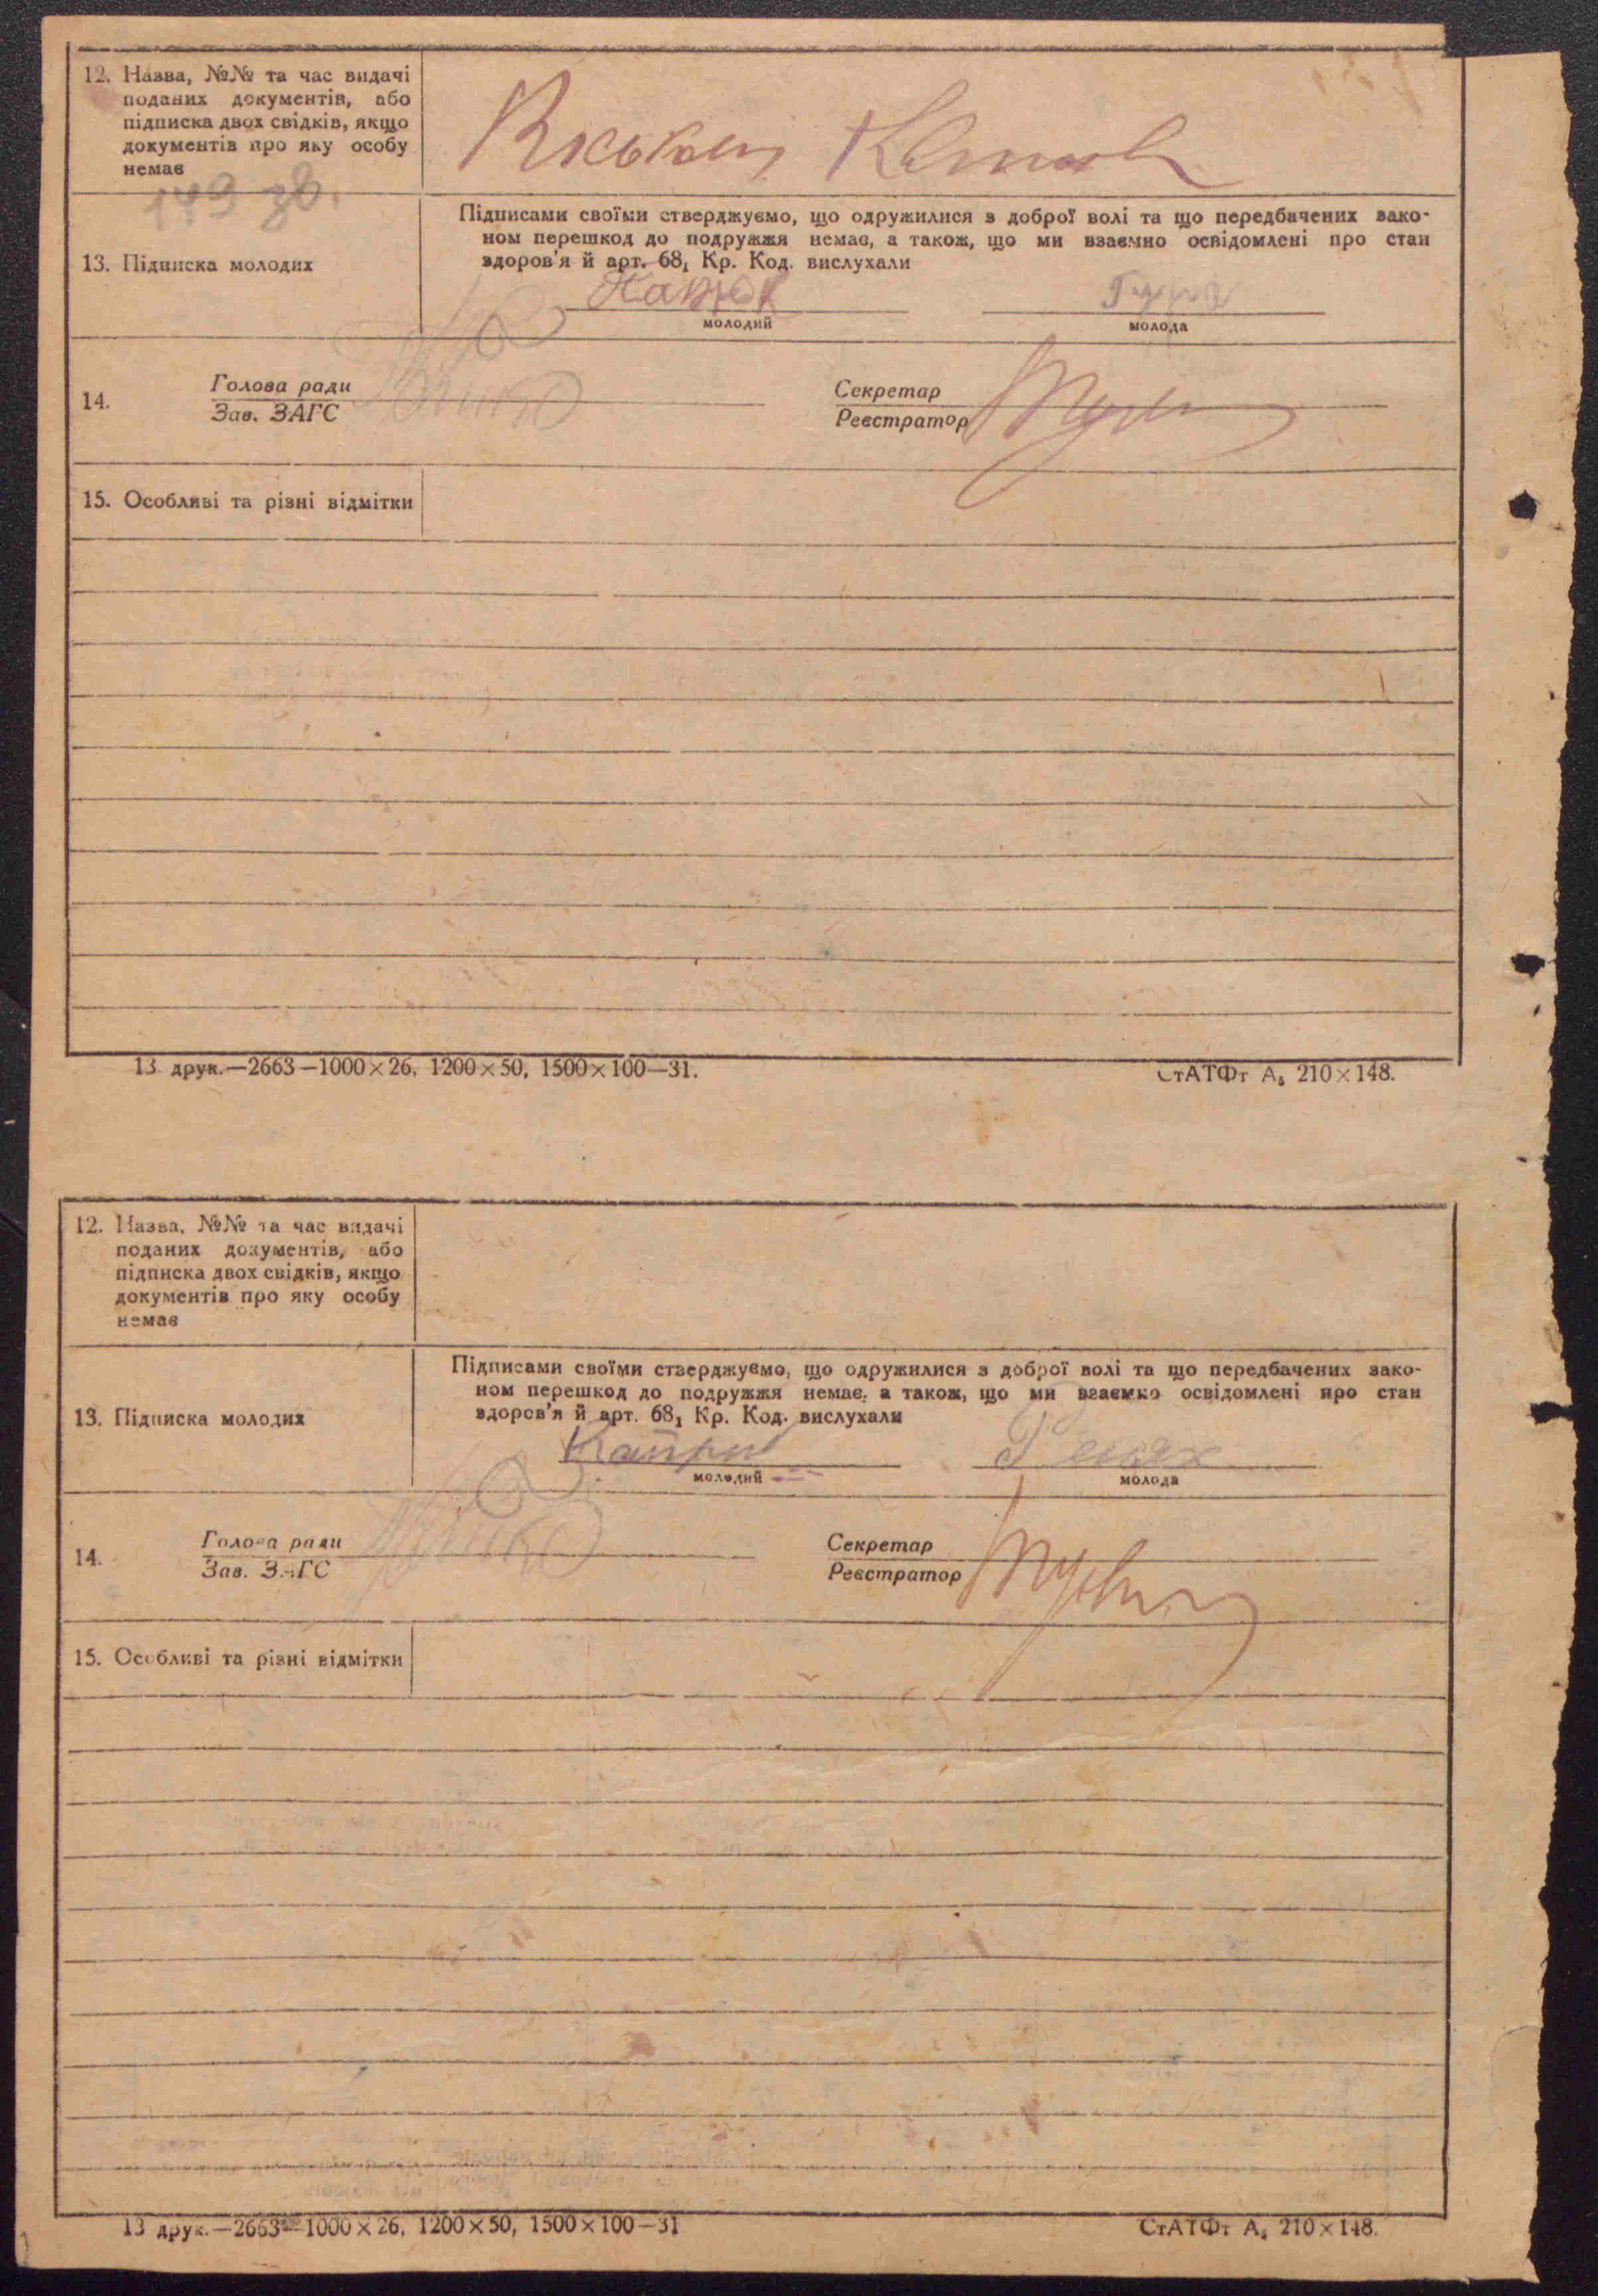 12. Назва, №№ та час видачі
поданих документів, або
підписка двох свідків, якщо
документів про яку особу
немає
149 зв.
Підписами своїми стверджуємо, що одружилися з доброї волі та що передбачених зако-
ном перешкод до подружжя немає, а також, що ми взаємно освідомлені про стан
здоров'я й арт. 68₁ Кр. Код. вислухали
13. Підписка молодих
молодий
молода
14.
Голова ради
Зав. ЗАГС
Секретар
Реєстратор
15. Особливі та різні відмітки
13 друк.—2663—1000×26, 1200×50, 1500×100—31.
СтАТФт А₅ 210×148.
12. Назва, №№ та час видачі
поданих документів, або
підписка двох свідків, якщо
документів про яку особу
немає
Підписами своїми стверджуємо, що одружилися з доброї волі та що передбачених зако-
ном перешкод до подружжя немає, а також, що ми взаємно освідомлені про стан
здоров'я й арт. 68₁ Кр. Код. вислухали
13. Підписка молодих
молодий
молода
14.
Голова ради
Зав. ЗАГС
Секретар
Реєстратор
15. Особливі та різні відмітки
13 друк.—2663—1000×26, 1200×50, 1500×100—31
СтАТФт А₅ 210×148.